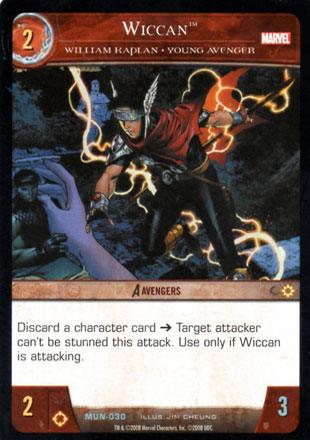 2
WICCAN™
MARVEL
WILLIAM KAPLAN • YOUNG AVENGER
AVENGERS
Discard a character card → Target attacker
can't be stunned this attack. Use only if Wiccan
is attacking.
2
MUN-030 ILLUS: JIM CHEUNG
3
TM & ©2008 Marvel Characters, Inc. ©2008 UDC.